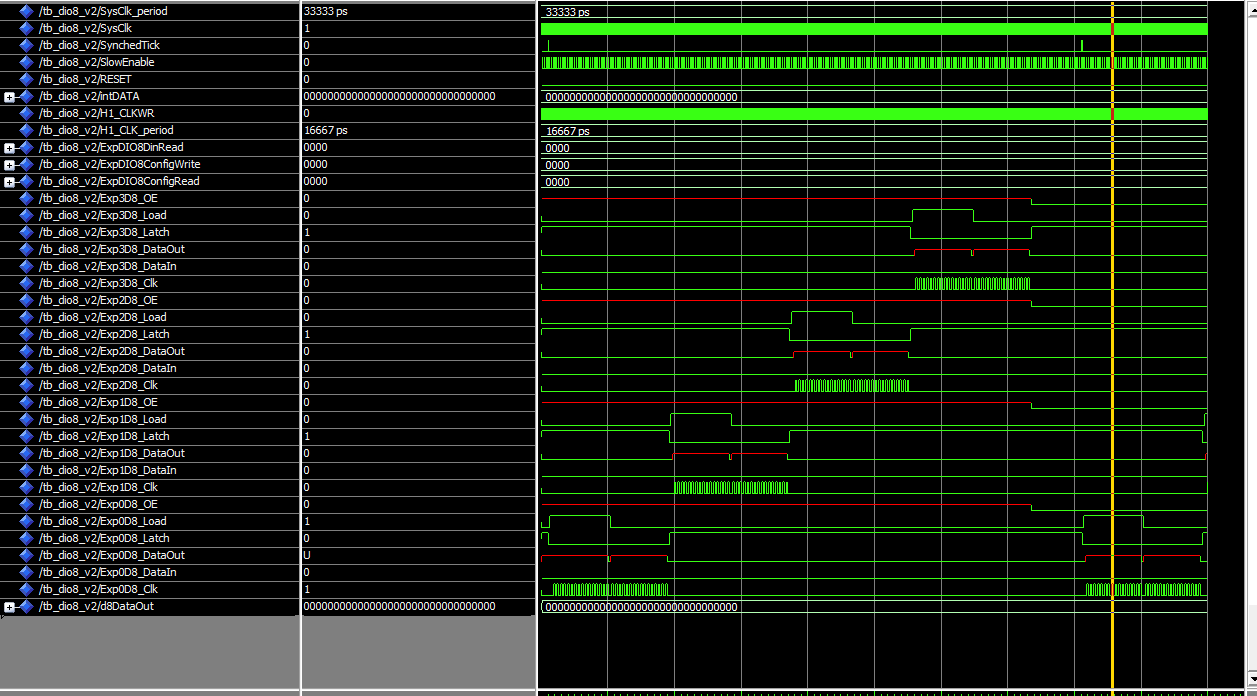 /tb_dio8_v2/SysClk_period 33333 ps 33333 ps
/tb_dio8_v2/SysClk 1
/tb_dio8_v2/SynchedTick 0
/tb_dio8_v2/SlowEnable 0
/tb_dio8_v2/RESET 0
/tb_dio8_v2/intDATA 00000000000000000000000000000000 00000000000000000000000000000000
/tb_dio8_v2/H1_CLKWR 0
/tb_dio8_v2/H1_CLK_period 16667 ps 16667 ps
/tb_dio8_v2/ExpDIO8DinRead 0000 0000
/tb_dio8_v2/ExpDIO8ConfigWrite 0000 0000
/tb_dio8_v2/ExpDIO8ConfigRead 0000 0000
/tb_dio8_v2/Exp3D8_OE 0
/tb_dio8_v2/Exp3D8_Load 0
/tb_dio8_v2/Exp3D8_Latch 1
/tb_dio8_v2/Exp3D8_DataOut 0
/tb_dio8_v2/Exp3D8_DataIn 0
/tb_dio8_v2/Exp3D8_Clk 0
/tb_dio8_v2/Exp2D8_OE 0
/tb_dio8_v2/Exp2D8_Load 0
/tb_dio8_v2/Exp2D8_Latch 1
/tb_dio8_v2/Exp2D8_DataOut 0
/tb_dio8_v2/Exp2D8_DataIn 0
/tb_dio8_v2/Exp2D8_Clk 0
/tb_dio8_v2/Exp1D8_OE 0
/tb_dio8_v2/Exp1D8_Load 0
/tb_dio8_v2/Exp1D8_Latch 1
/tb_dio8_v2/Exp1D8_DataOut 0
/tb_dio8_v2/Exp1D8_DataIn 0
/tb_dio8_v2/Exp1D8_Clk 0
/tb_dio8_v2/Exp0D8_OE 0
/tb_dio8_v2/Exp0D8_Load 1
/tb_dio8_v2/Exp0D8_Latch 0
/tb_dio8_v2/Exp0D8_DataOut U
/tb_dio8_v2/Exp0D8_DataIn 0
/tb_dio8_v2/Exp0D8_Clk 1
/tb_dio8_v2/d8DataOut 00000000000000000000000000000000 00000000000000000000000000000000